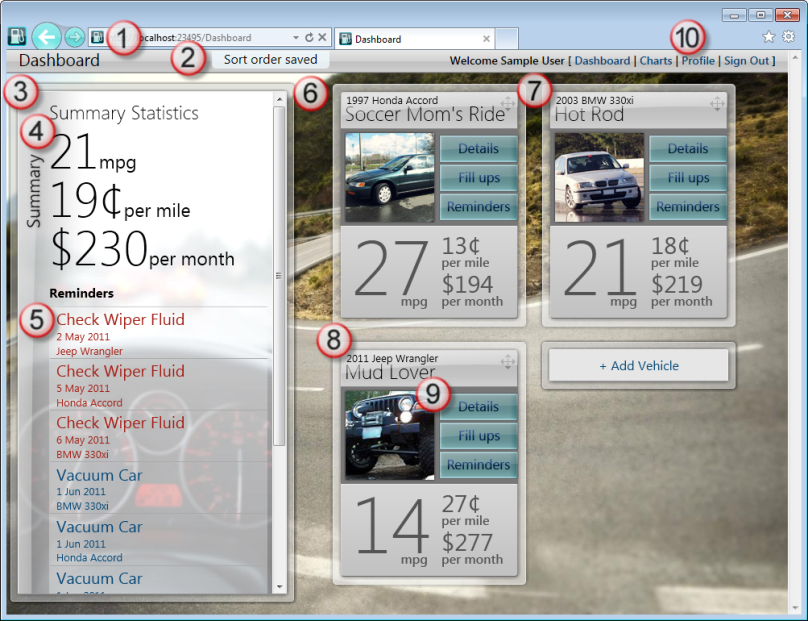 1
localhost:23495/Dashboard
Dashboard
10
Dashboard
2
Sort order saved
Welcome Sample User [ Dashboard | Charts | Profile | Sign Out ]
3
Summary Statistics
4
Summary
21mpg
19¢per mile
$230per month
Reminders
5
Check Wiper Fluid
2 May 2011
Jeep Wrangler
Check Wiper Fluid
5 May 2011
Honda Accord
Check Wiper Fluid
6 May 2011
BMW 330xi
Vacuum Car
1 Jun 2011
BMW 330xi
Vacuum Car
1 Jun 2011
Honda Accord
Vacuum Car
6
1997 Honda Accord
Soccer Mom's Ride
Details
Fill ups
Reminders
27
mpg
13¢
per mile
$194
per month
7
2003 BMW 330xi
Hot Rod
Details
Fill ups
Reminders
21
mpg
18¢
per mile
$219
per month
8
2011 Jeep Wrangler
Mud Lover
9
Details
Fill ups
Reminders
14
mpg
27¢
per mile
$277
per month
+ Add Vehicle